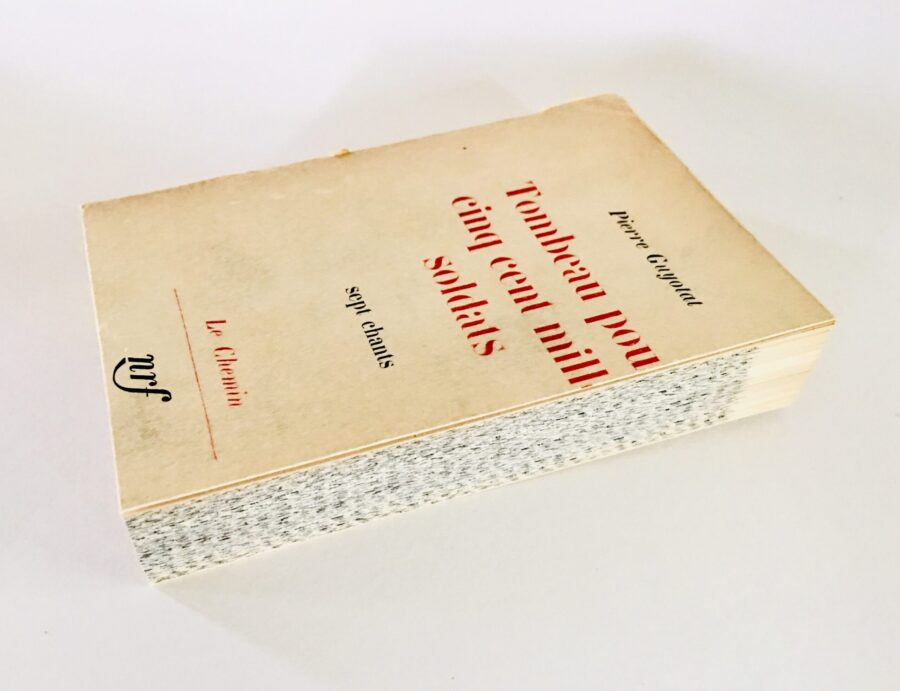 Pierre Guyotat
Tombeau pou
cinq cent mill
soldats
sept chants
Le Chemin
nrf